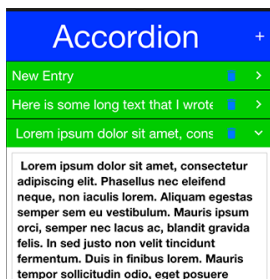 Accordion +
New Entry
Here is some long text that I wrote
Lorem ipsum dolor sit amet, cons
Lorem ipsum dolor sit amet, consectetur
adipiscing elit. Phasellus nec eleifend
neque, non iaculis lorem. Aliquam egestas
semper sem eu vestibulum. Mauris ipsum
orci, semper nec lacus ac, blandit gravida
felis. In sed justo non velit tincidunt
fermentum. Duis in finibus lorem. Mauris
tempor sollicitudin odio, eget posuere